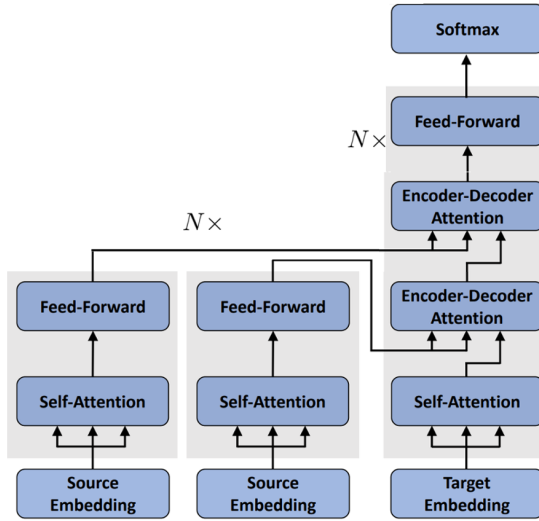 Softmax
Feed-Forward
N×
Encoder-Decoder
Attention
N×
Feed-Forward
Feed-Forward
Encoder-Decoder
Attention
Self-Attention
Self-Attention
Self-Attention
Source
Embedding
Source
Embedding
Target
Embedding